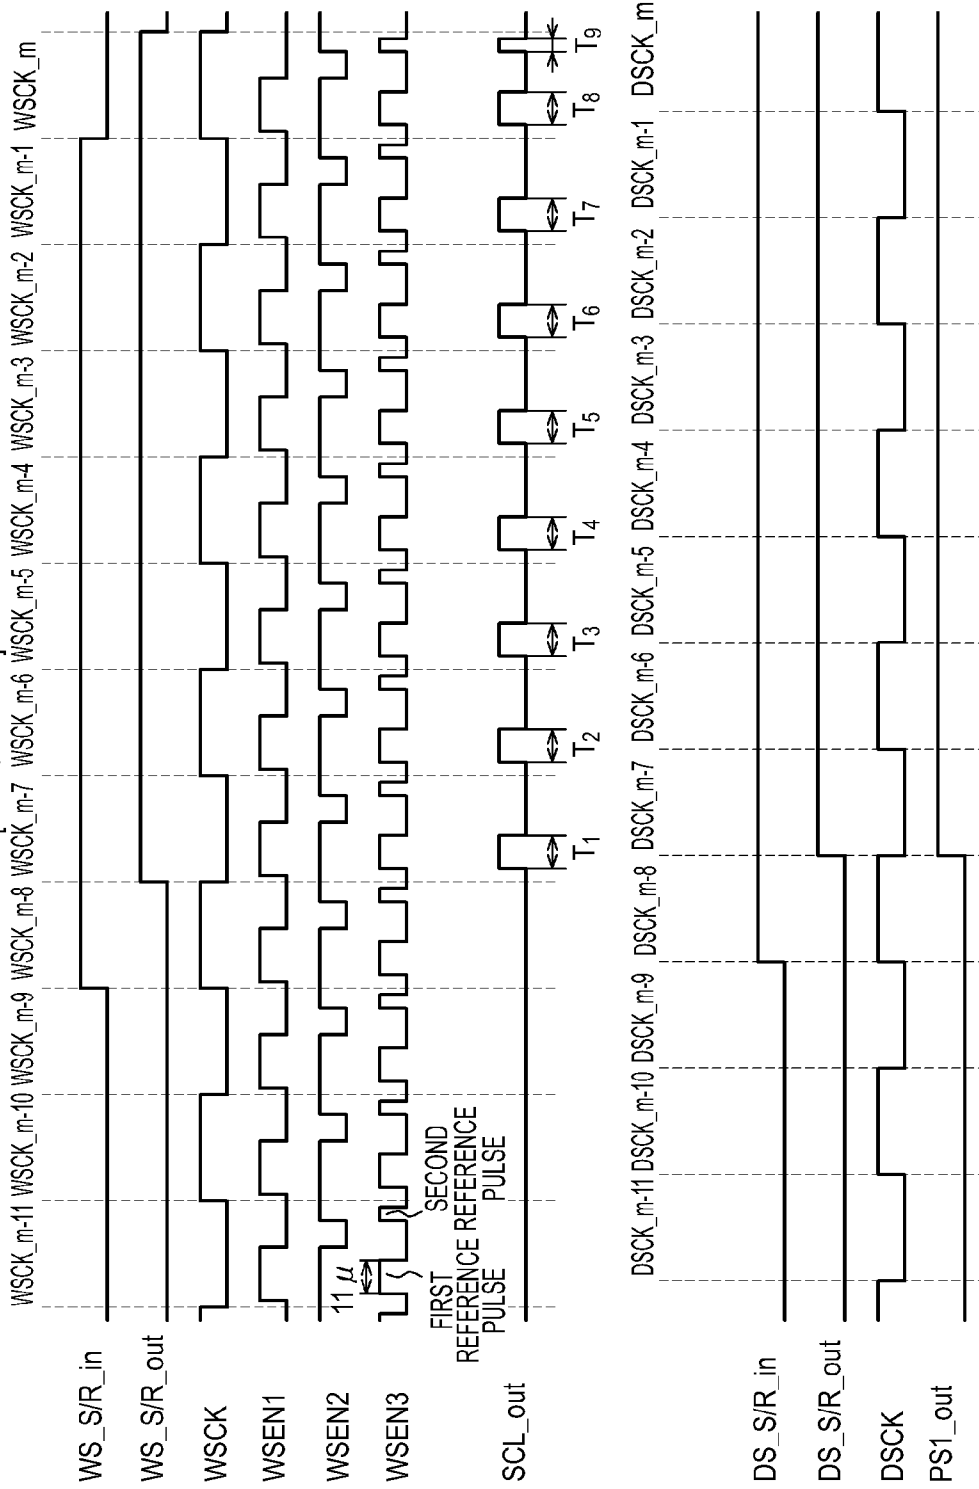 WSCK_m-11 WSCK_m-10 WSCK_m-9 WSCK_m-8 WSCK_m-7 WSCK_m-6 WSCK_m-5 WSCK_m-4 WSCK_m-3 WSCK_m-2 WSCK_m-1 WSCK_m
WS_S/R_in
WS_S/R_out
WSCK
WSEN1
WSEN2
11 μ
WSEN3
FIRST REFERENCE PULSE
SECOND REFERENCE PULSE
SCL_out
T1 T2 T3 T4 T5 T6 T7 T8 T9
DSCK_m-11 DSCK_m-10 DSCK_m-9 DSCK_m-8 DSCK_m-7 DSCK_m-6 DSCK_m-5 DSCK_m-4 DSCK_m-3 DSCK_m-2 DSCK_m-1 DSCK_m
DS_S/R_in
DS_S/R_out
DSCK
PS1_out